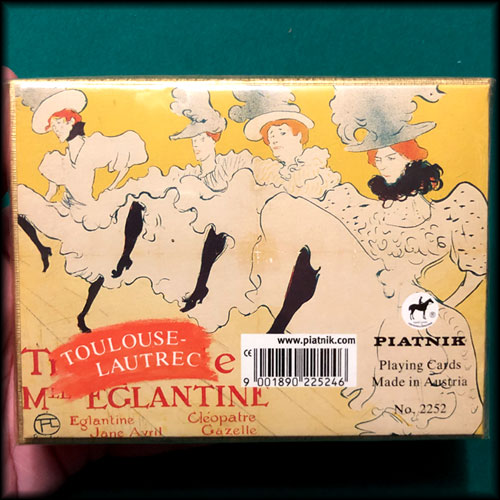 TOULOUSE-
LAUTREC
MLLE EGLANTINE
Eglantine Cléopatre
Jane Avril Gazelle
www.piatnik.com
CE
9 001890 225246
PIATNIK
Playing Cards
Made in Austria
No. 2252